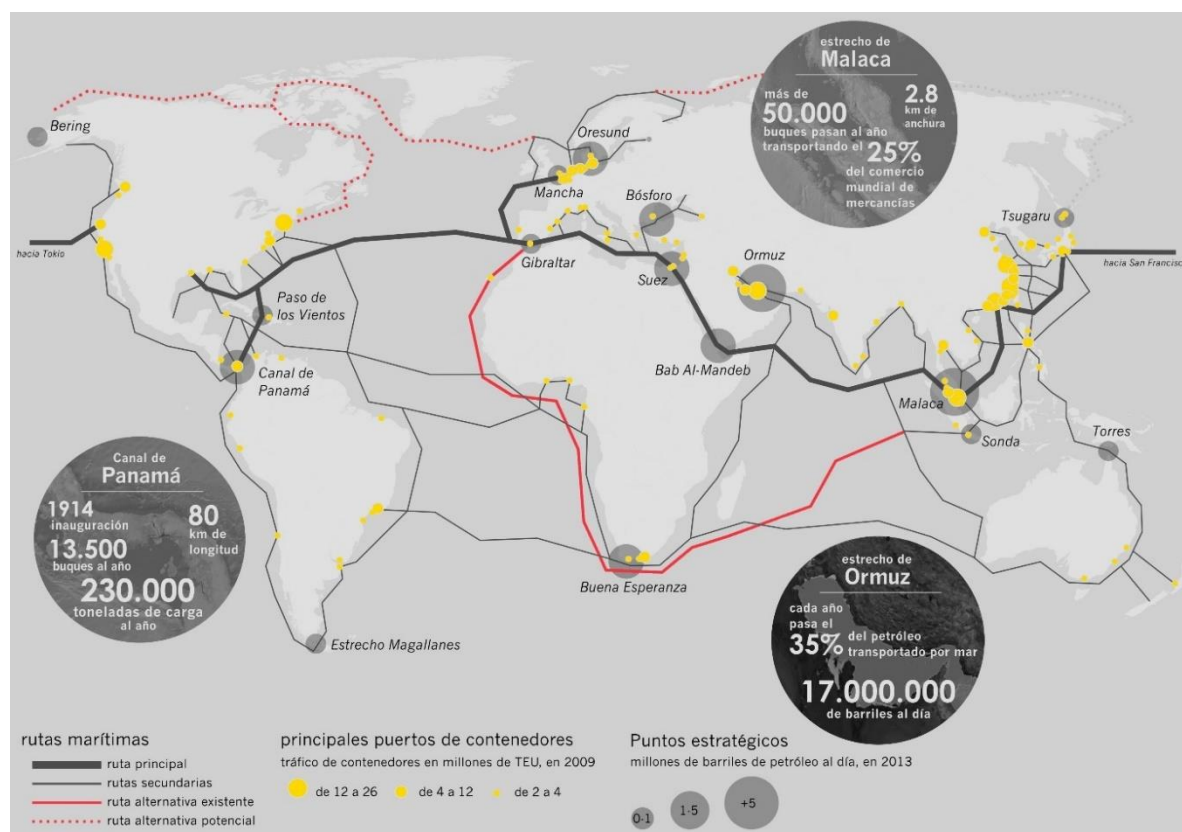 estrecho de
Malaca
más de
50.000
buques pasan al año
transportando el 25%
del comercio
mundial de
mercancías
2.8
km de
anchura
Bering
Oresund
Mancha
Bósforo
Tsugaru
hacia Tokio
hacia San Francisc
Gibraltar
Suez
Ormuz
Paso de
los Vientos
Canal de
Panamá
Bab Al-Mandeb
Malaca
Sonda
Torres
Canal de
Panamá
1914
inauguración
13.500
buques al año
80
km de
longitud
230.000
toneladas de carga
al año
Buena Esperanza
Estrecho Magallanes
estrecho de
Ormuz
cada año
pasa el
35% del petróleo
transportado por mar
17.000.000
de barriles al día
rutas marítimas
ruta principal
rutas secundarias
ruta alternativa existente
ruta alternativa potencial
principales puertos de contenedores
tráfico de contenedores en millones de TEU, en 2009
de 12 a 26
de 4 a 12
de 2 a 4
Puntos estratégicos
millones de barriles de petróleo al día, en 2013
0-1
1-5
+5